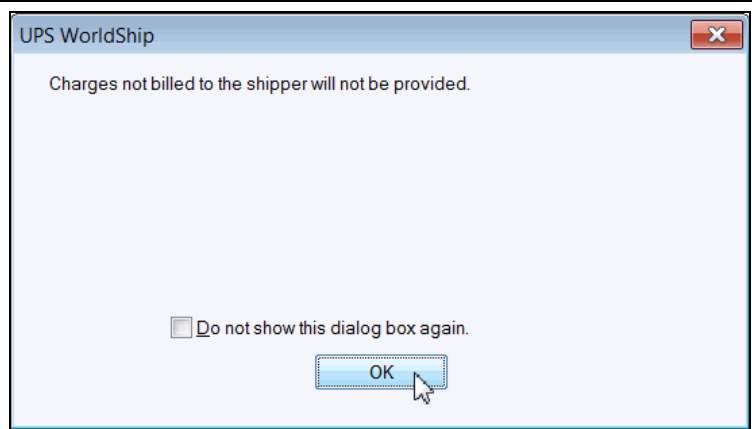 UPS WorldShip
Charges not billed to the shipper will not be provided.
Do not show this dialog box again.
OK